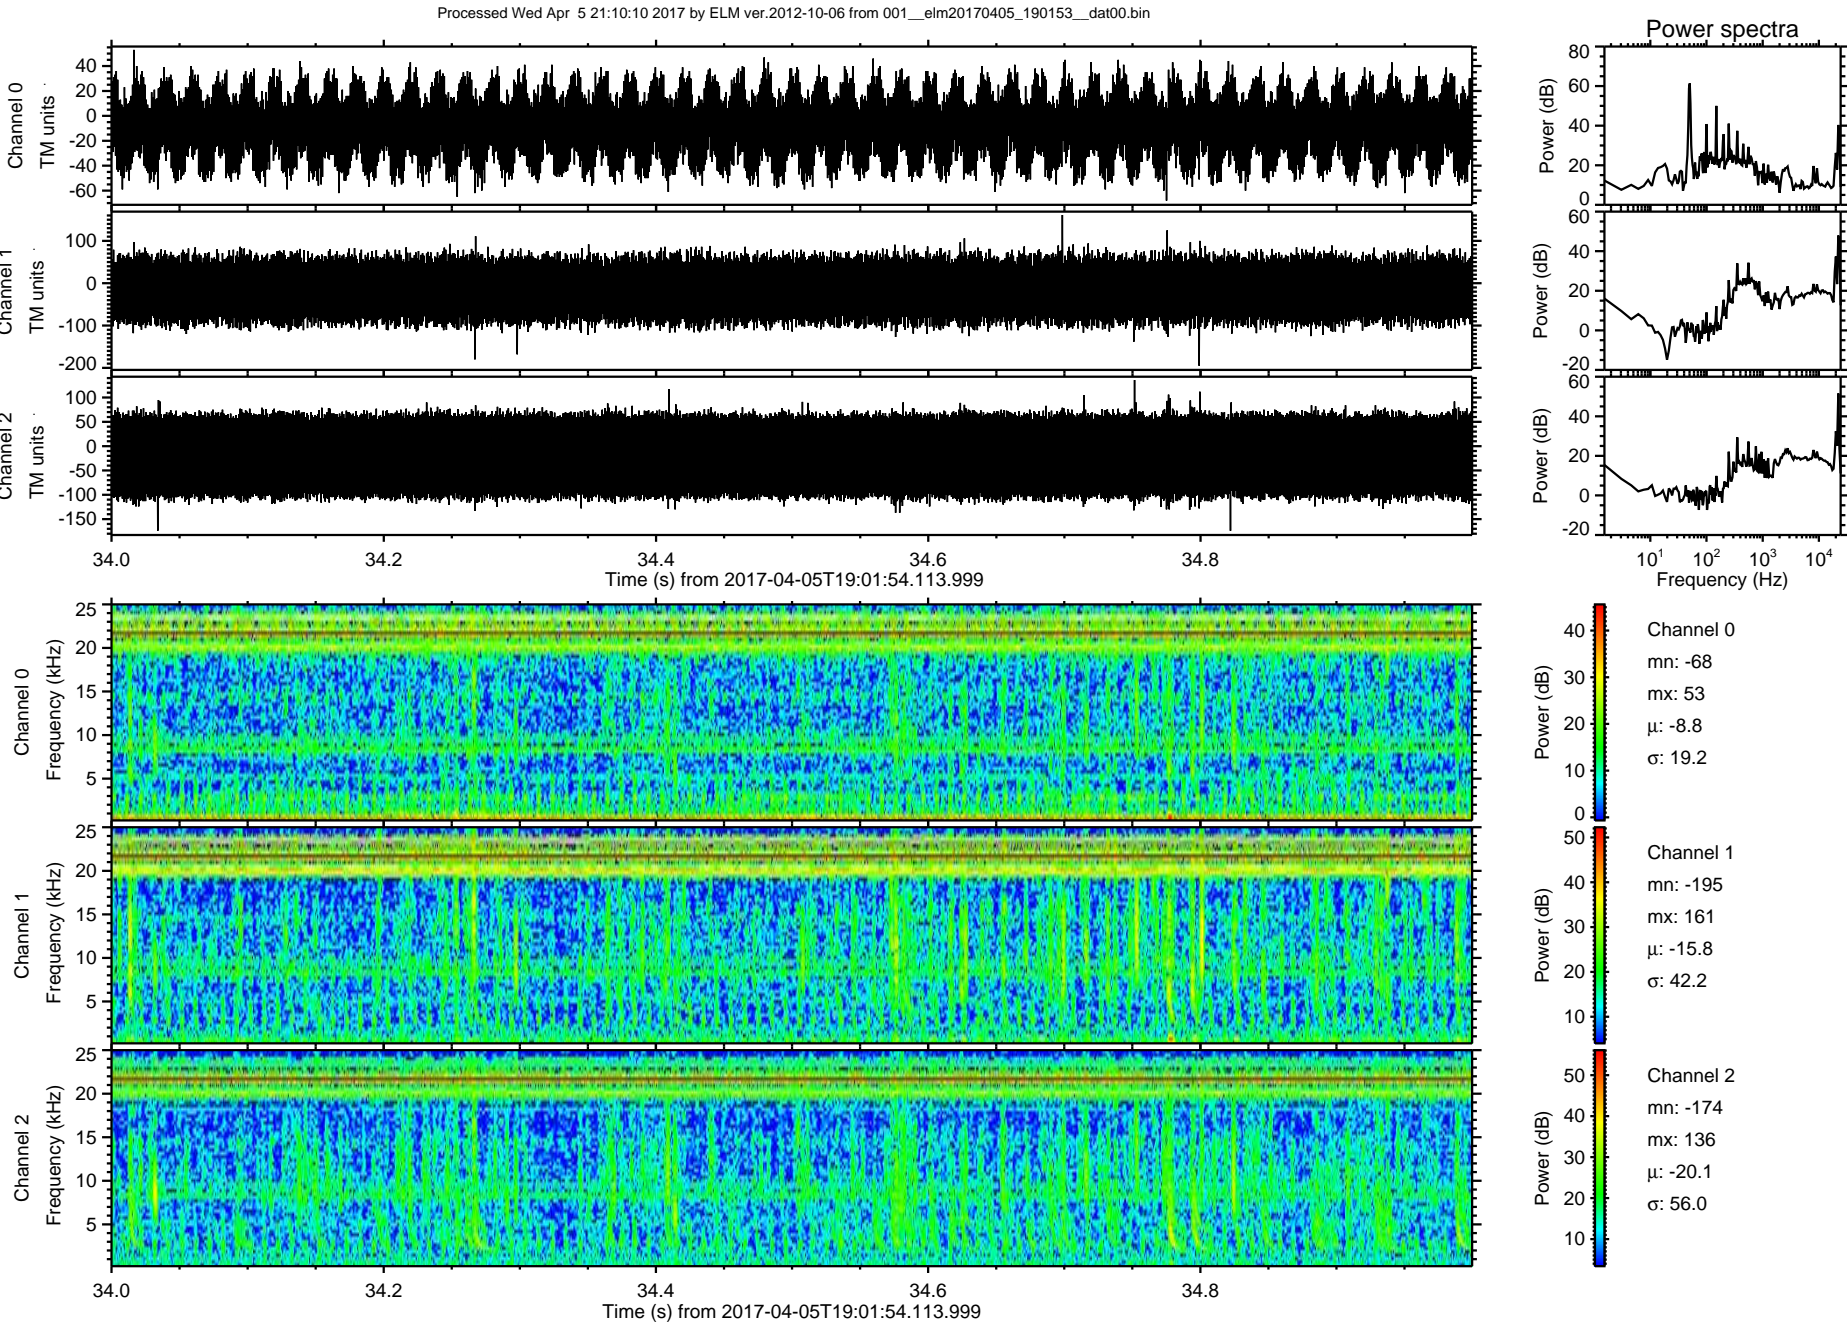 Processed Wed Apr 5 21:10:10 2017 by ELM ver.2012-10-06 from 001__elm20170405_190153__dat00.bin
Power spectra
Channel 0
TM units
40
20
0
-20
-40
-60
Power (dB)
80
60
40
20
0
Channel 1
TM units
100
0
-100
-200
Power (dB)
60
40
20
0
-20
Channel 2
TM units
100
50
0
-50
-100
-150
Power (dB)
60
40
20
0
-20
34.0 34.2 34.4 34.6 34.8
Time (s) from 2017-04-05T19:01:54.113.999
10¹ 10² 10³ 10⁴
Frequency (Hz)
Channel 0
Frequency (kHz)
25
20
15
10
5
Power (dB)
40
30
20
10
0
Channel 0
mn: -68
mx: 53
μ: -8.8
σ: 19.2
Channel 1
Frequency (kHz)
25
20
15
10
5
Power (dB)
50
40
30
20
10
Channel 1
mn: -195
mx: 161
μ: -15.8
σ: 42.2
Channel 2
Frequency (kHz)
25
20
15
10
5
Power (dB)
50
40
30
20
10
Channel 2
mn: -174
mx: 136
μ: -20.1
σ: 56.0
34.0 34.2 34.4 34.6 34.8
Time (s) from 2017-04-05T19:01:54.113.999